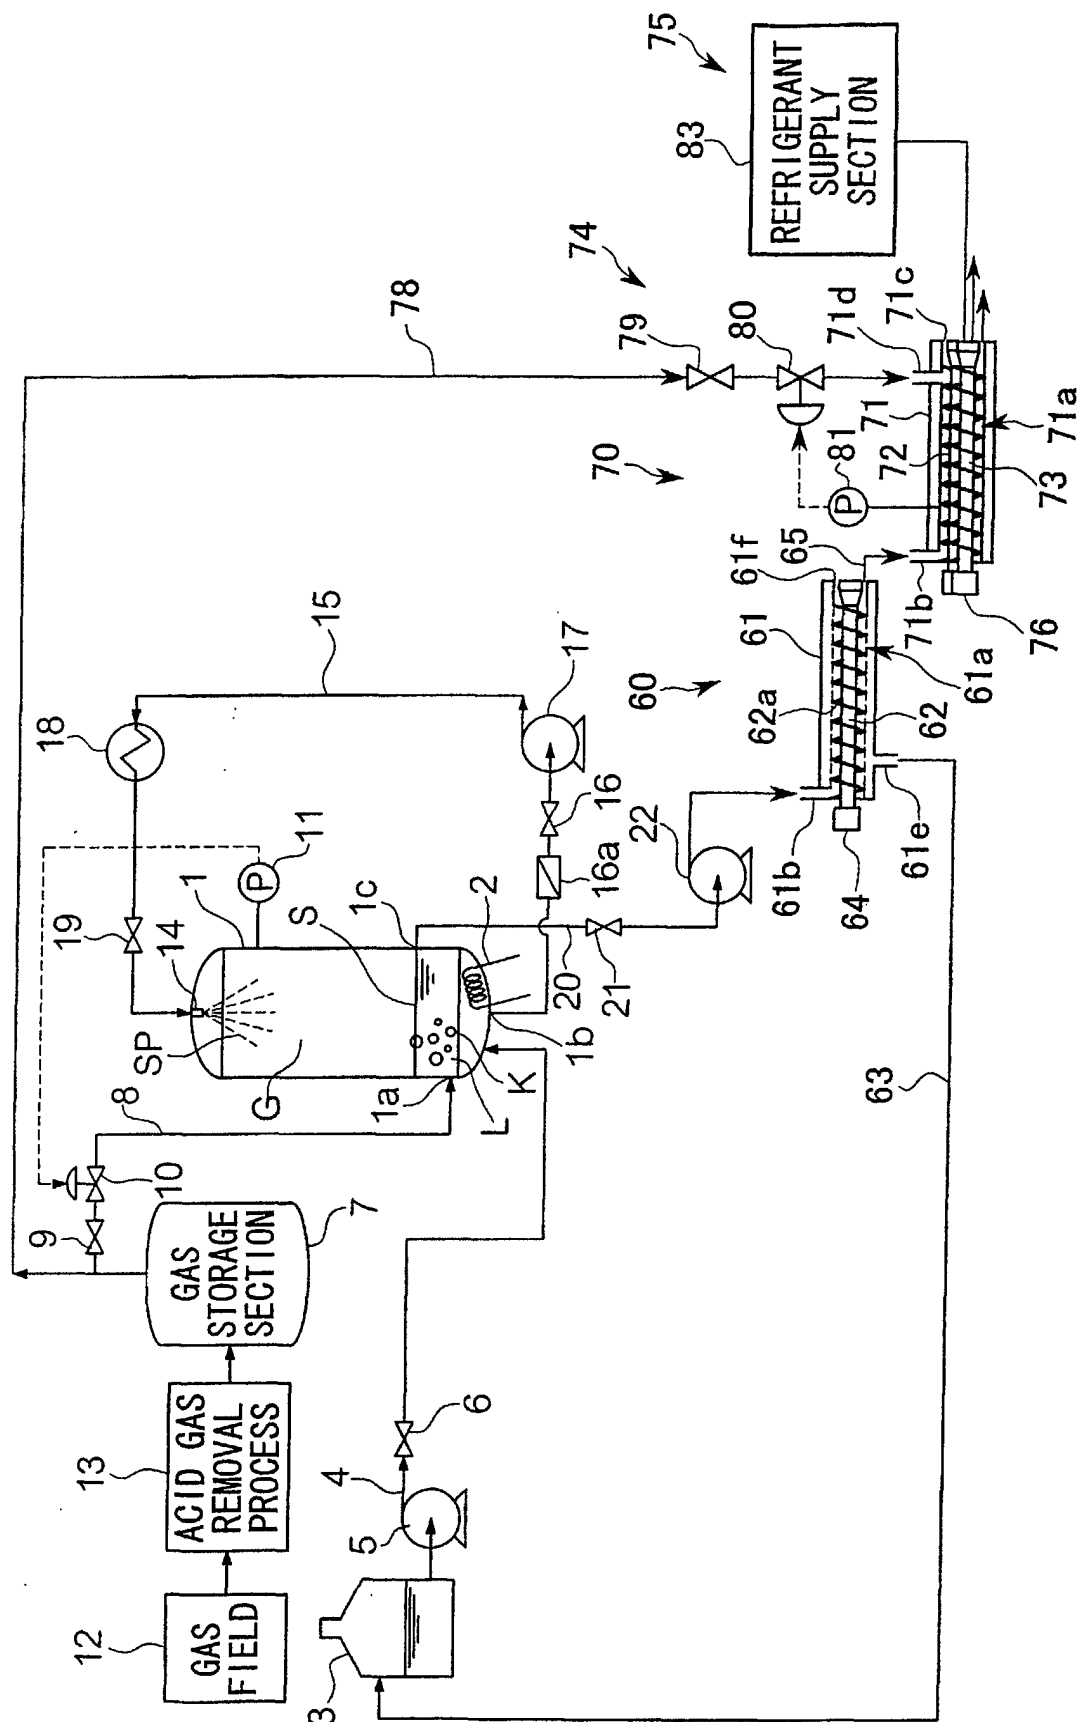 12
GAS
FIELD
13
ACID GAS
REMOVAL
PROCESS
GAS
STORAGE
SECTION
7
9
10
8
3
5
4
6
SP
14
19
G
1
P
11
S
1c
1a
L
K
1b
2
20
21
16a
16
17
18
15
22
63
60
61b
61
61f
62a
62
64
61e
61a
65
70
71b
71
71d
71c
72
73
71a
76
P
81
80
79
78
74
75
83
REFRIGERANT
SUPPLY
SECTION